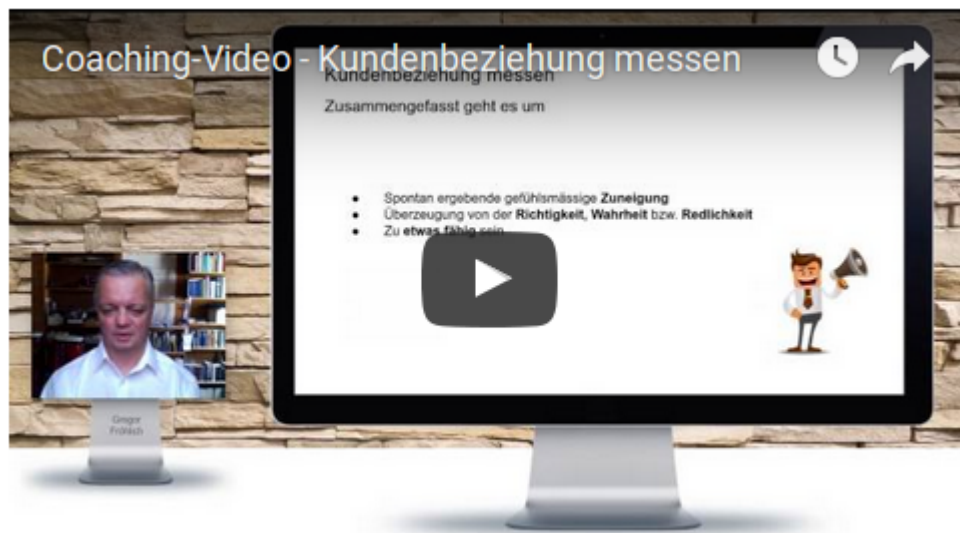 Coaching-Video - Kundenbeziehung messen
Kundenbeziehung messen
Zusammengefasst geht es um
Spontan ergebende gefühlsmässige Zuneigung
Überzeugung von der Richtigkeit, Wahrheit bzw. Redlichkeit
Zu etwas fähig sein
Gregor
Fröhlich